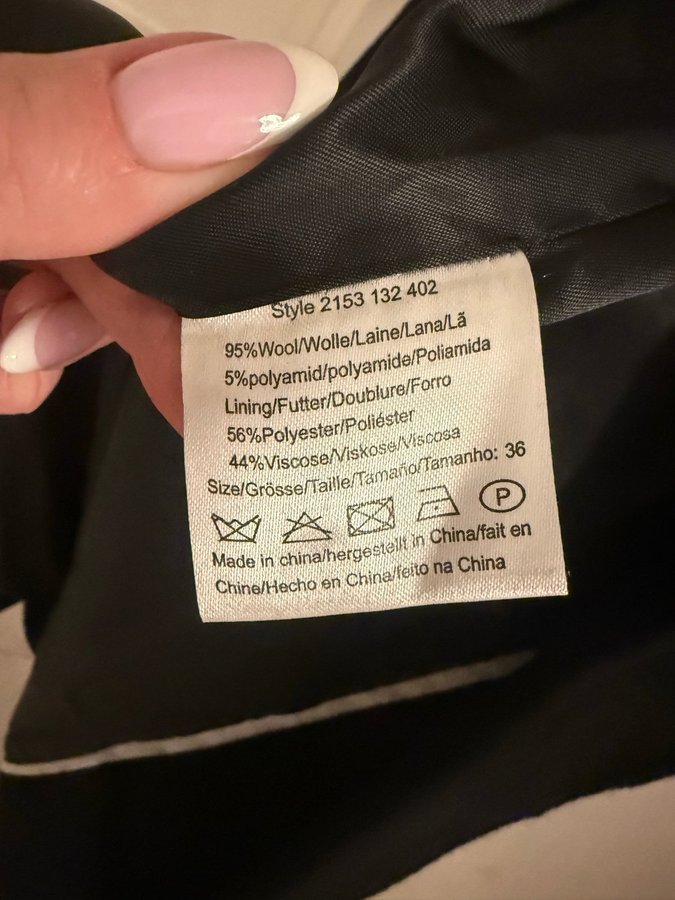 Style 2153 132 402
95%Wool/Wolle/Laine/Lana/Lã
5%polyamid/polyamide/Poliamida
Lining/Futter/Doublure/Forro
56%Polyester/Poliéster
44%Viscose/Viskose/Viscosa
Size/Grösse/Taille/Tamaño/Tamanho: 36
P
Made in china/hergestellt in China/fait en
Chine/Hecho en China/feito na China